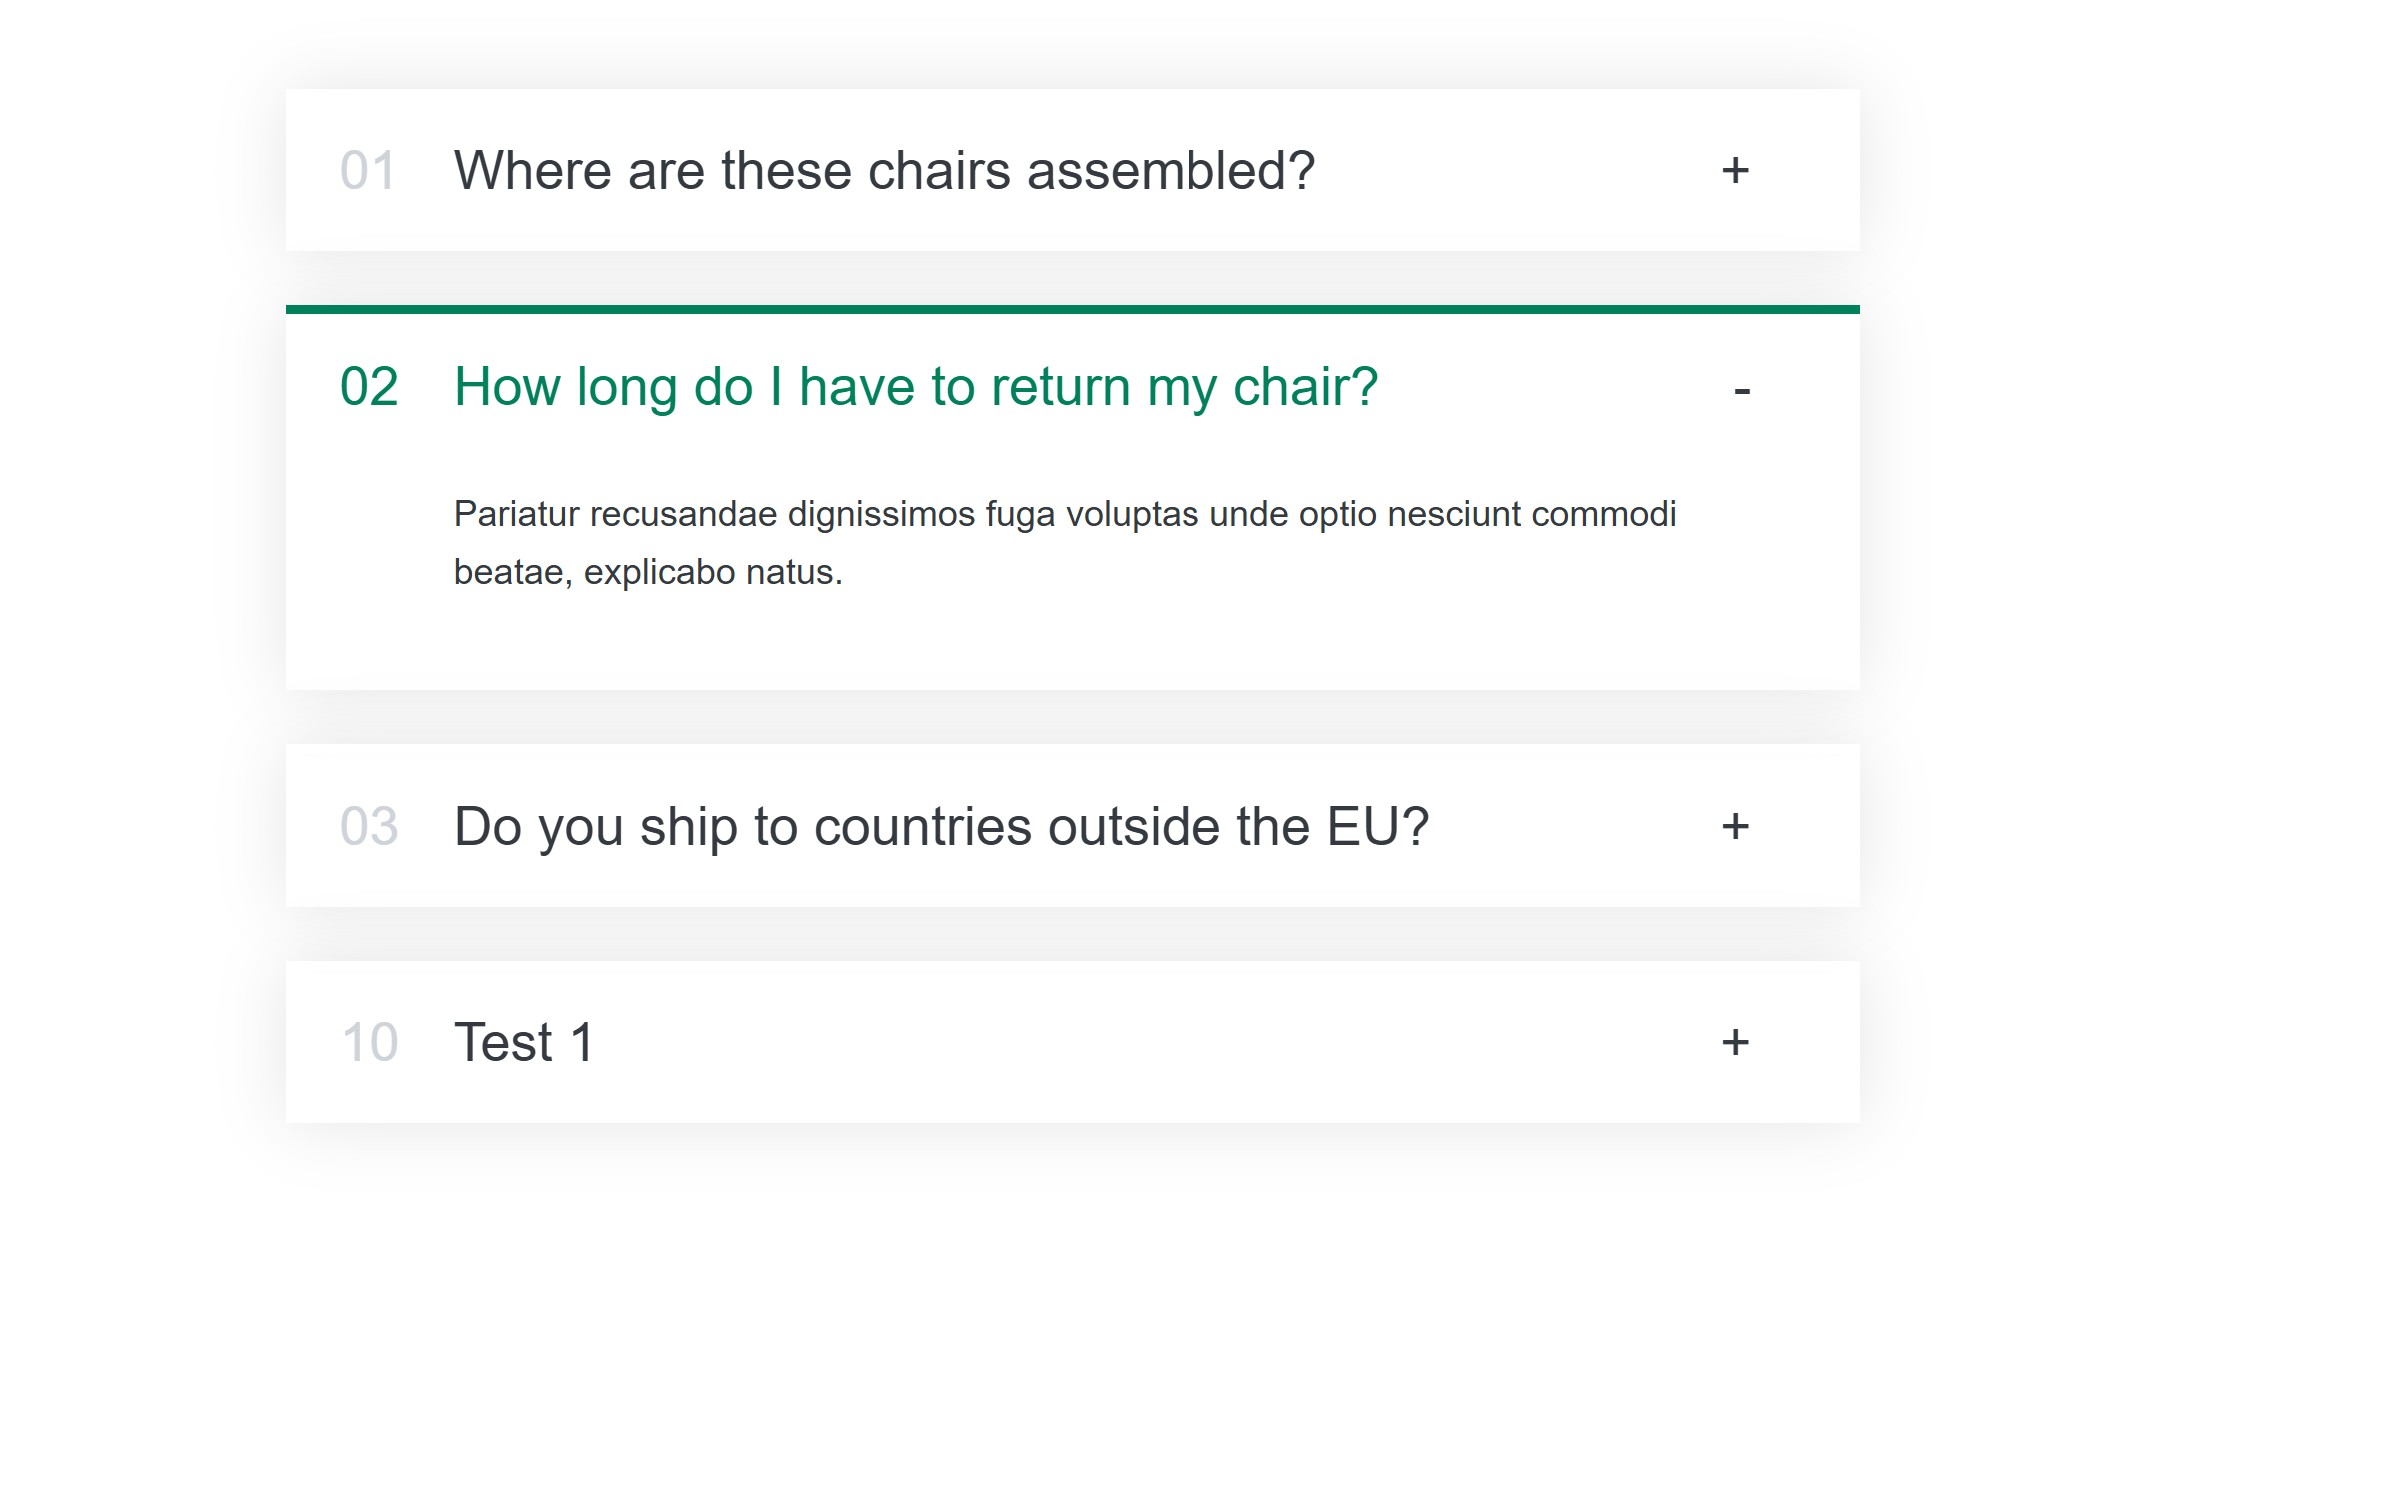 01 Where are these chairs assembled? +
02 How long do I have to return my chair? -
Pariatur recusandae dignissimos fuga voluptas unde optio nesciunt commodi
beatae, explicabo natus.
03 Do you ship to countries outside the EU? +
10 Test 1 +